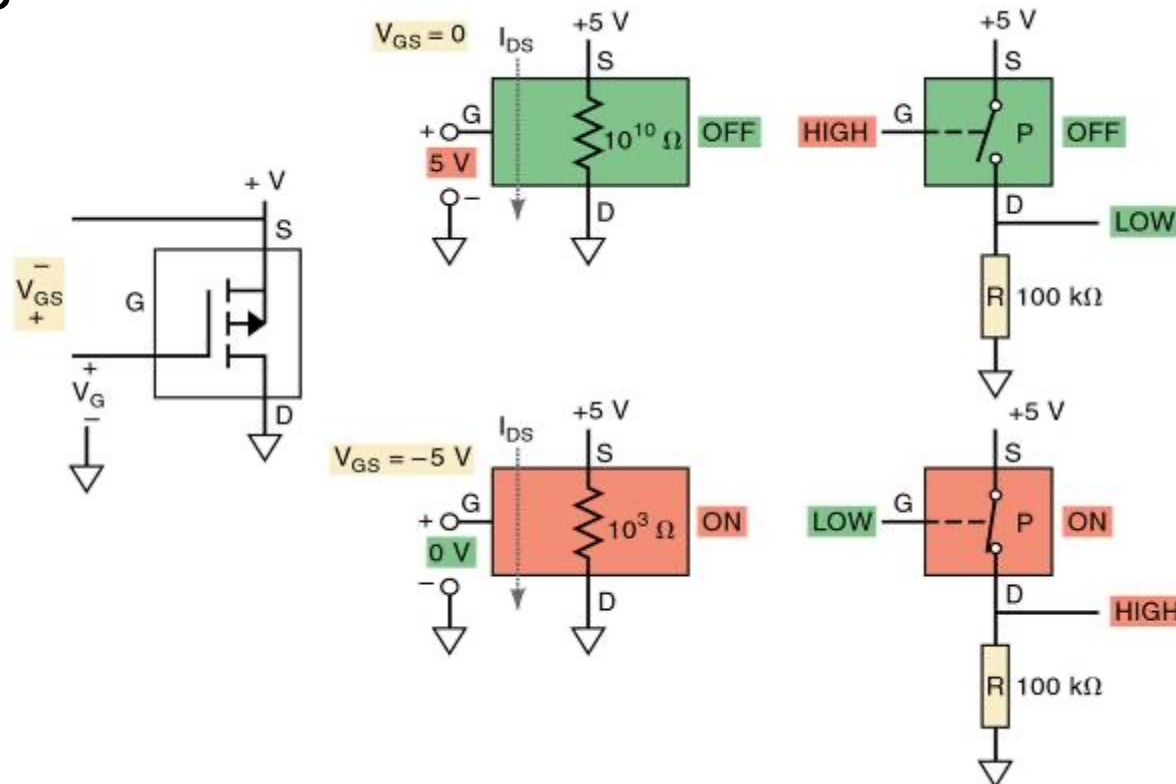 + V
S
−
V_GS
+
G
+
V_G
−
D
V_GS = 0
I_DS
+5 V
S
G
+
5 V
−
10^10 Ω
OFF
D
+5 V
S
HIGH
G
P
OFF
D
LOW
R
100 kΩ
V_GS = −5 V
I_DS
+5 V
S
G
+
0 V
−
10^3 Ω
ON
D
+5 V
S
LOW
G
P
ON
D
HIGH
R
100 kΩ